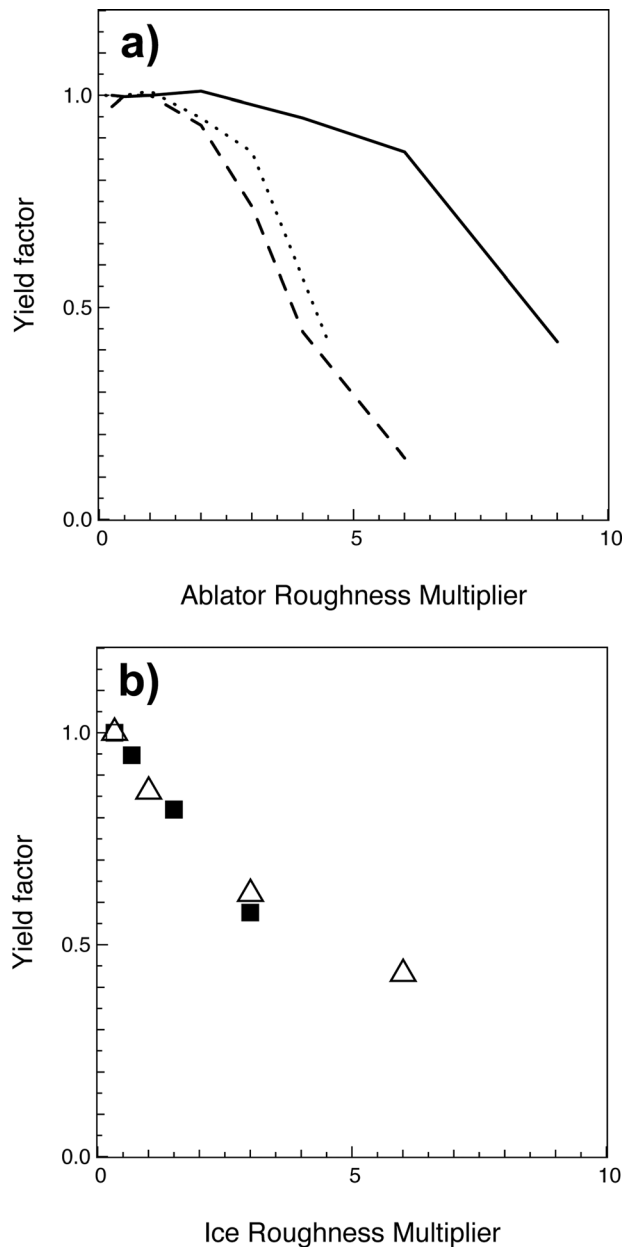 a)
1.0
Yield factor
0.5
0.0
0
5
10
Ablator Roughness Multiplier
b)
1.0
Yield factor
0.5
0.0
0
5
10
Ice Roughness Multiplier